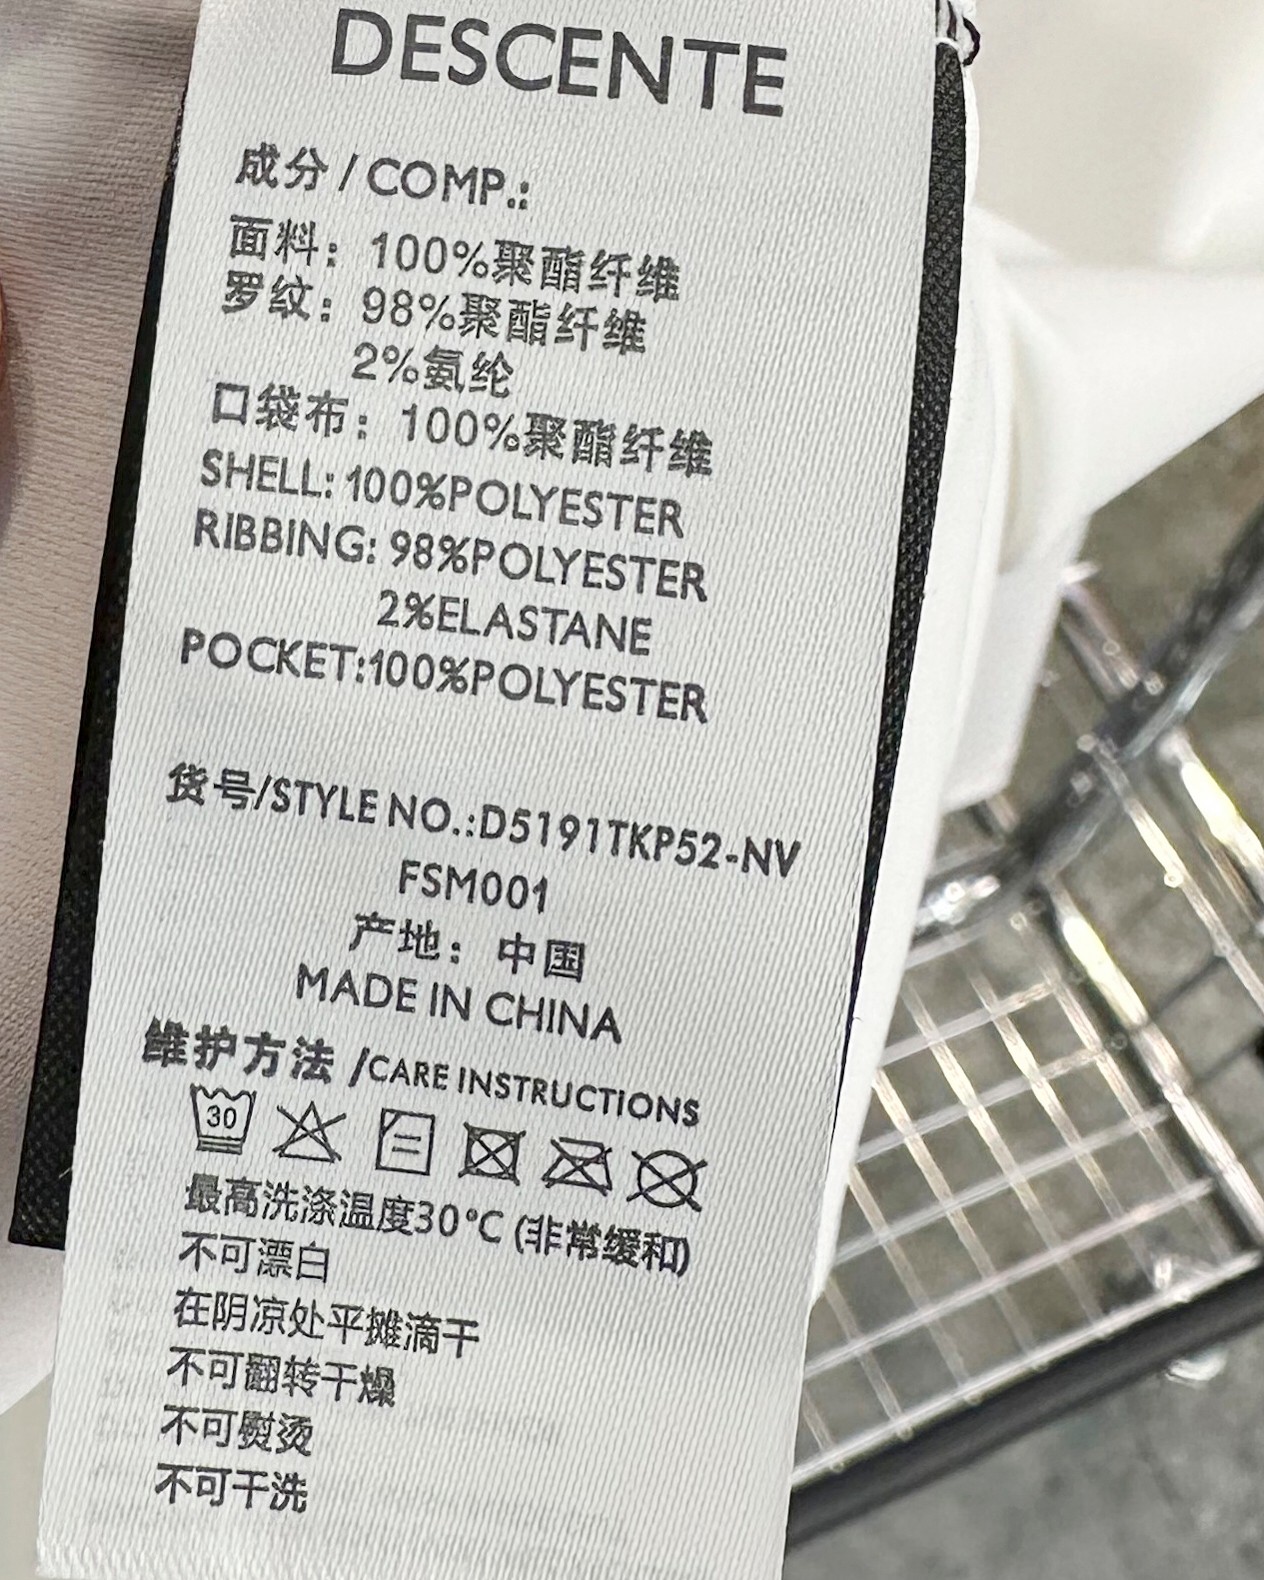 DESCENTE
成分 / COMP.:
面料：100%聚酯纤维
罗纹：98%聚酯纤维
2%氨纶
口袋布：100%聚酯纤维
SHELL: 100%POLYESTER
RIBBING: 98%POLYESTER
2%ELASTANE
POCKET:100%POLYESTER
货号/STYLE NO.:D5191TKP52-NV
FSM001
产地：中国
MADE IN CHINA
维护方法 /CARE INSTRUCTIONS
30
最高洗涤温度30°C (非常缓和)
不可漂白
在阴凉处平摊滴干
不可翻转干燥
不可熨烫
不可干洗